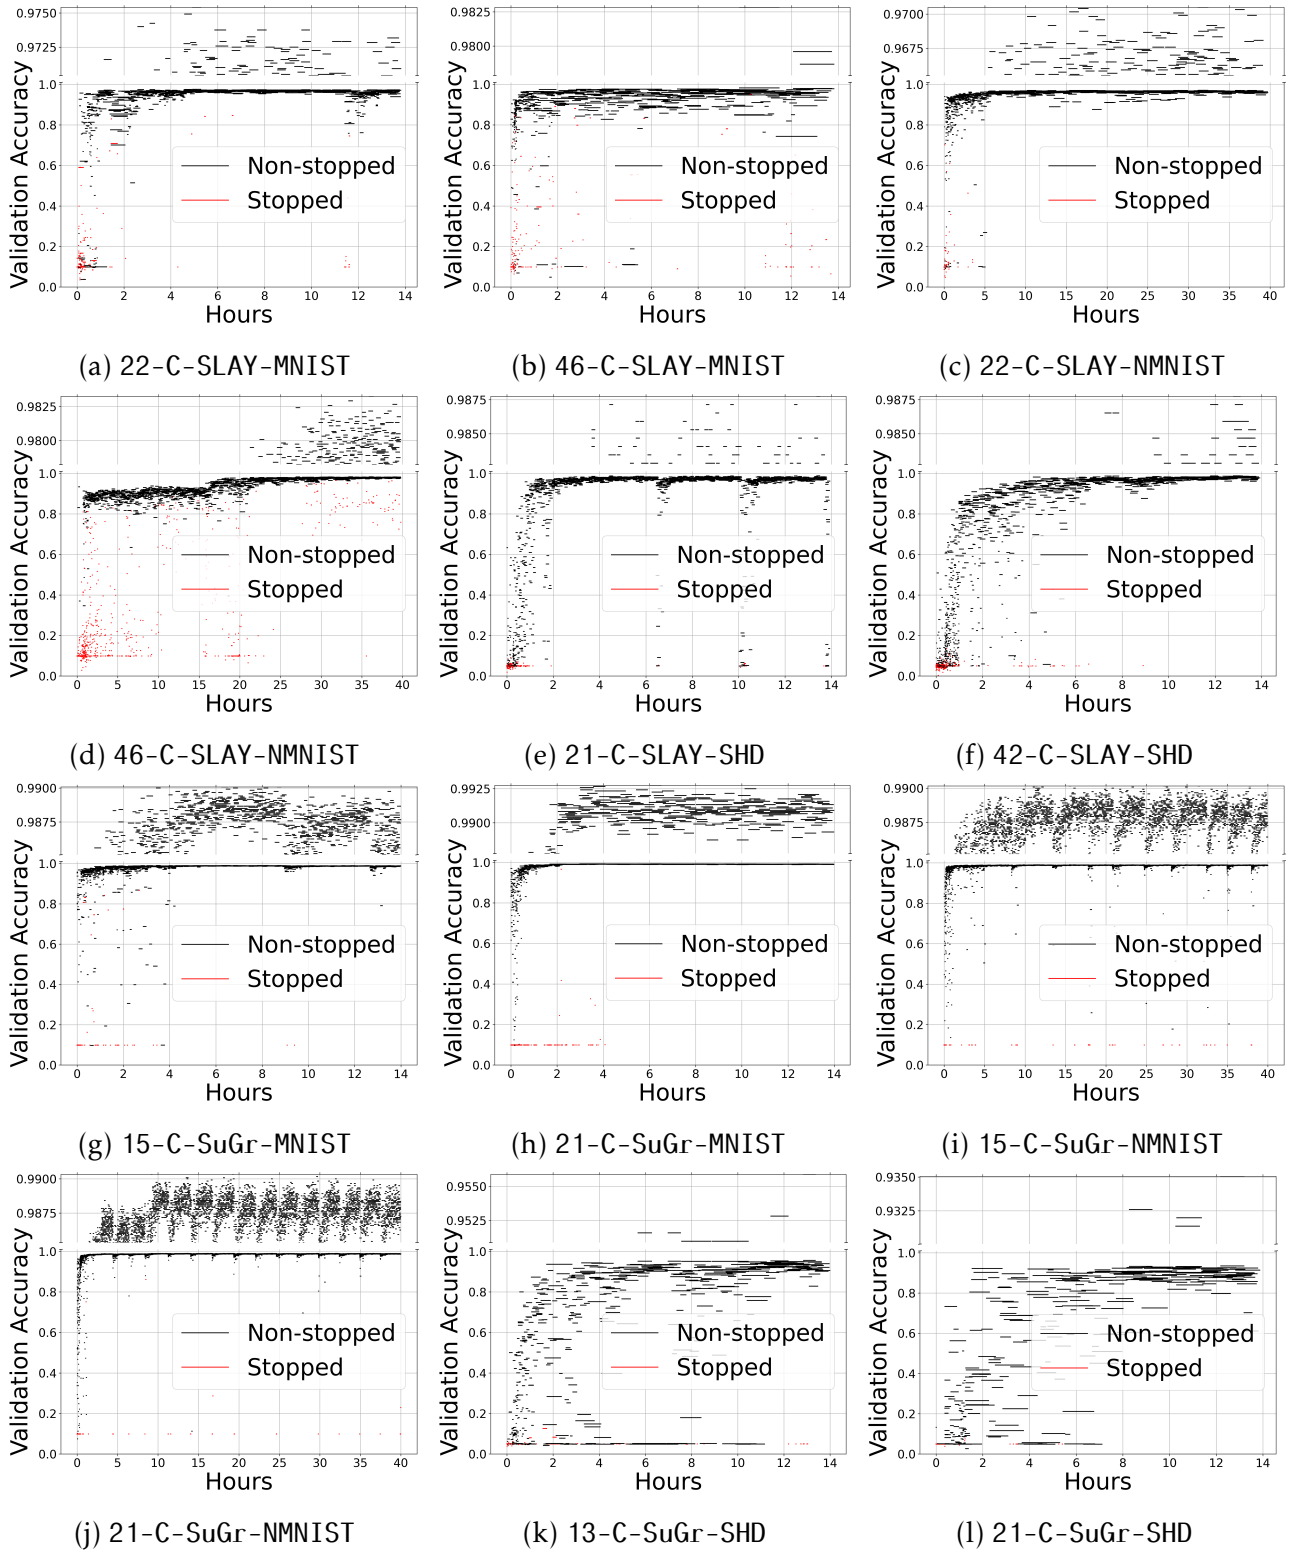 0.9750
0.9725
1.0
0.8
0.6
0.4
0.2
0.0
Validation Accuracy
Non-stopped
Stopped
0 2 4 6 8 10 12 14
Hours
(a) 22-C-SLAY-MNIST
0.9825
0.9800
1.0
0.8
0.6
0.4
0.2
0.0
Validation Accuracy
Non-stopped
Stopped
0 2 4 6 8 10 12 14
Hours
(b) 46-C-SLAY-MNIST
0.9700
0.9675
1.0
0.8
0.6
0.4
0.2
0.0
Validation Accuracy
Non-stopped
Stopped
0 5 10 15 20 25 30 35 40
Hours
(c) 22-C-SLAY-NMNIST
0.9825
0.9800
1.0
0.8
0.6
0.4
0.2
0.0
Validation Accuracy
Non-stopped
Stopped
0 5 10 15 20 25 30 35 40
Hours
(d) 46-C-SLAY-NMNIST
0.9875
0.9850
1.0
0.8
0.6
0.4
0.2
0.0
Validation Accuracy
Non-stopped
Stopped
0 2 4 6 8 10 12 14
Hours
(e) 21-C-SLAY-SHD
0.9875
0.9850
1.0
0.8
0.6
0.4
0.2
0.0
Validation Accuracy
Non-stopped
Stopped
0 2 4 6 8 10 12 14
Hours
(f) 42-C-SLAY-SHD
0.9900
0.9875
1.0
0.8
0.6
0.4
0.2
0.0
Validation Accuracy
Non-stopped
Stopped
0 2 4 6 8 10 12 14
Hours
(g) 15-C-SuGr-MNIST
0.9925
0.9900
1.0
0.8
0.6
0.4
0.2
0.0
Validation Accuracy
Non-stopped
Stopped
0 2 4 6 8 10 12 14
Hours
(h) 21-C-SuGr-MNIST
0.9900
0.9875
1.0
0.8
0.6
0.4
0.2
0.0
Validation Accuracy
Non-stopped
Stopped
0 5 10 15 20 25 30 35 40
Hours
(i) 15-C-SuGr-NMNIST
0.9900
0.9875
1.0
0.8
0.6
0.4
0.2
0.0
Validation Accuracy
Non-stopped
Stopped
0 5 10 15 20 25 30 35 40
Hours
(j) 21-C-SuGr-NMNIST
0.9550
0.9525
1.0
0.8
0.6
0.4
0.2
0.0
Validation Accuracy
Non-stopped
Stopped
0 2 4 6 8 10 12 14
Hours
(k) 13-C-SuGr-SHD
0.9350
0.9325
1.0
0.8
0.6
0.4
0.2
0.0
Validation Accuracy
Non-stopped
Stopped
0 2 4 6 8 10 12 14
Hours
(l) 21-C-SuGr-SHD